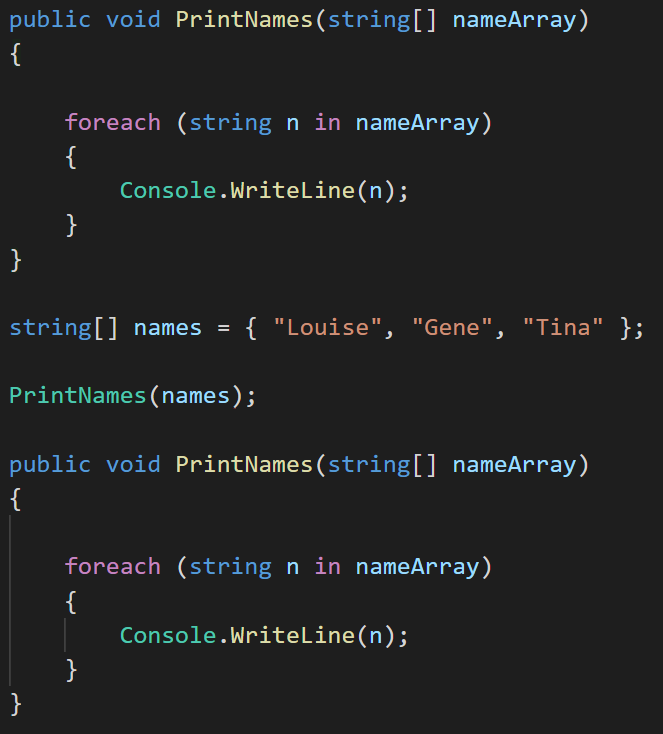 public void PrintNames(string[] nameArray)
{
foreach (string n in nameArray)
{
Console.WriteLine(n);
}
}
string[] names = { "Louise", "Gene", "Tina" };
PrintNames(names);
public void PrintNames(string[] nameArray)
{
foreach (string n in nameArray)
{
Console.WriteLine(n);
}
}